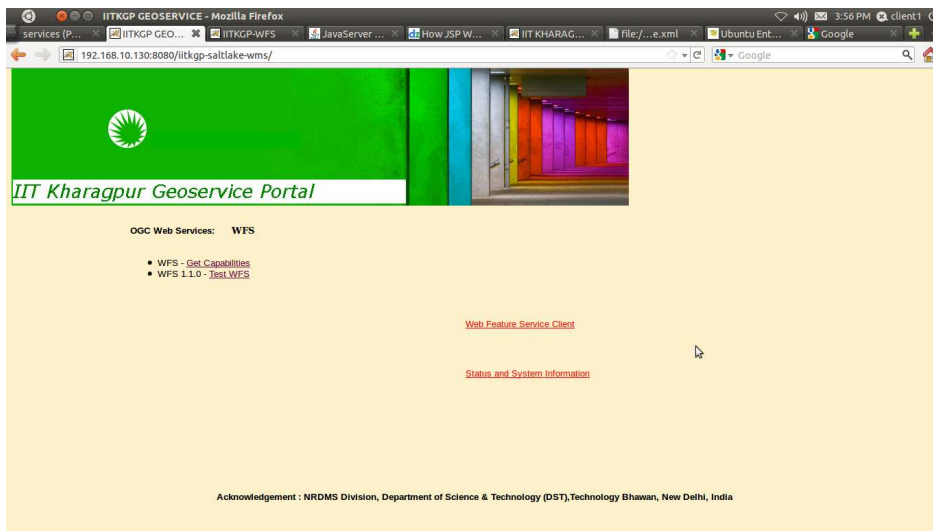 IITKGP GEOSERVICE - Mozilla Firefox
3:56 PM client1
services (P... IITKGP GEO... IITKGP-WFS JavaServer ... How JSP W... IIT KHARAG... file:/...e.xml Ubuntu Ent... Google
192.168.10.130:8080/iitkgp-saltlake-wms/ Google
IIT Kharagpur Geoservice Portal
OGC Web Services: WFS
WFS - Get Capabilities
WFS 1.1.0 - Test WFS
Web Feature Service Client
Status and System Information
Acknowledgement : NRDMS Division, Department of Science & Technology (DST),Technology Bhawan, New Delhi, India